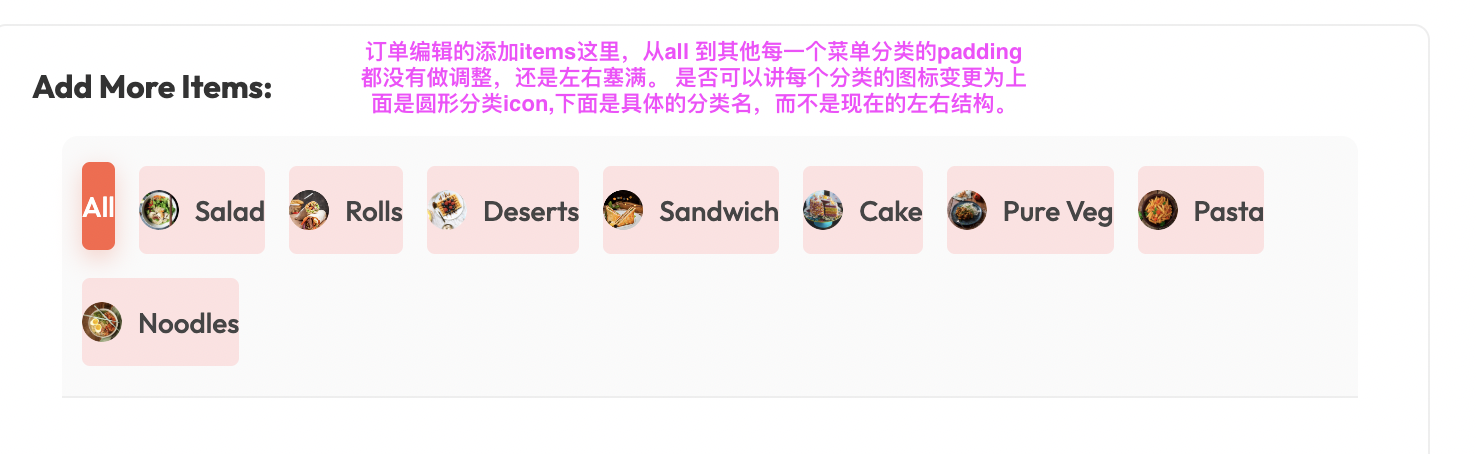 订单编辑的添加items这里，从all 到其他每一个菜单分类的padding
都没有做调整，还是左右塞满。 是否可以讲每个分类的图标变更为上
面是圆形分类icon,下面是具体的分类名，而不是现在的左右结构。
Add More Items:
All Salad Rolls Deserts Sandwich Cake Pure Veg Pasta
Noodles